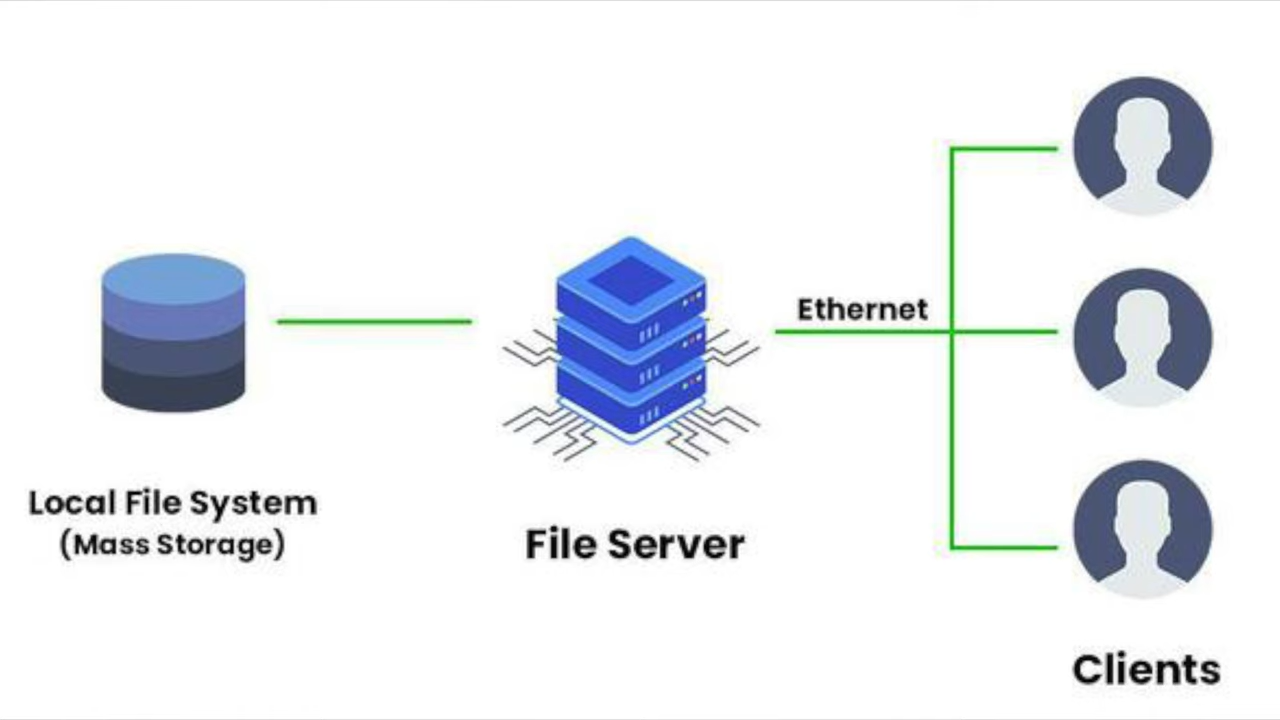 Ethernet
Local File System
(Mass Storage)
File Server
Clients